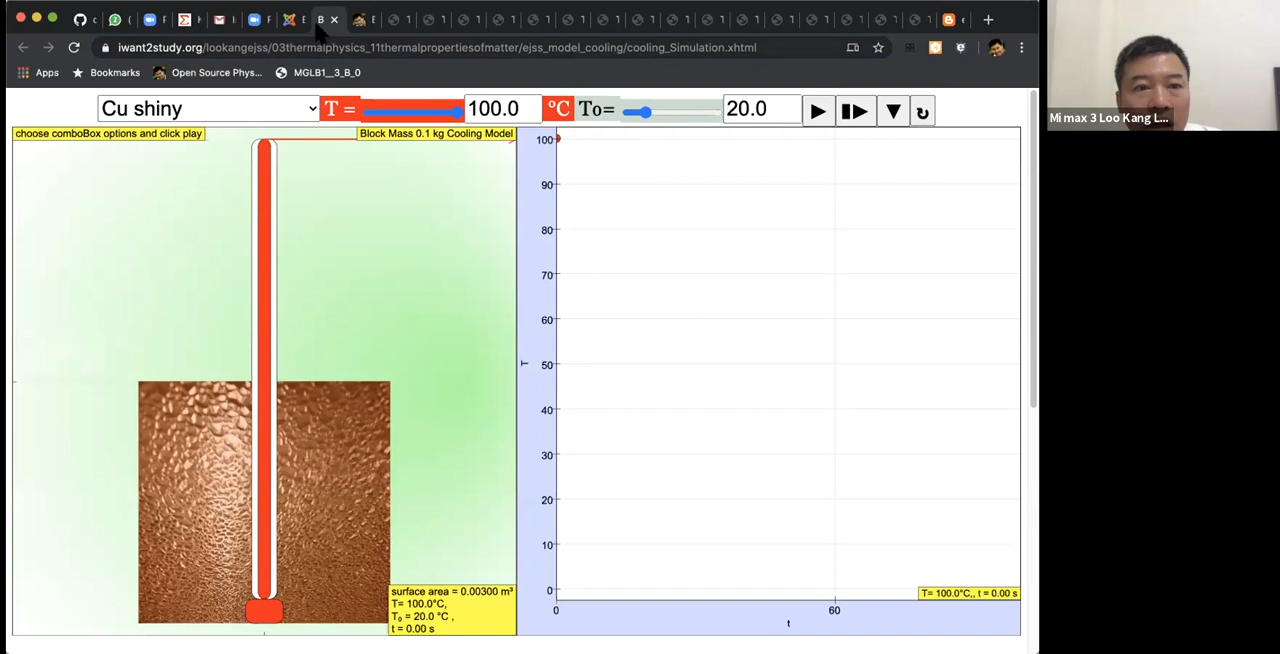 iwant2study.org/lookangejss/03thermalphysics_11thermalpropertiesofmatter/ejss_model_cooling/cooling_Simulation.xhtml
Apps Bookmarks Open Source Phys... MGLB1__3_B_0
Cu shiny T = 100.0 °C To= 20.0
choose comboBox options and click play
Block Mass 0.1 kg Cooling Model
surface area = 0.00300 m³
T= 100.0°C,
T₀ = 20.0 °C ,
t = 0.00 s
100
90
80
70
60
T
50
40
30
20
10
0
0 60
t
T= 100.0°C,, t = 0.00 s
Mi max 3 Loo Kang L...